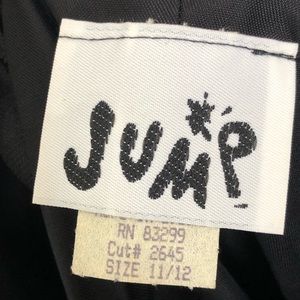 JUMP
RN 83299
Cut# 2645
SIZE 11/12